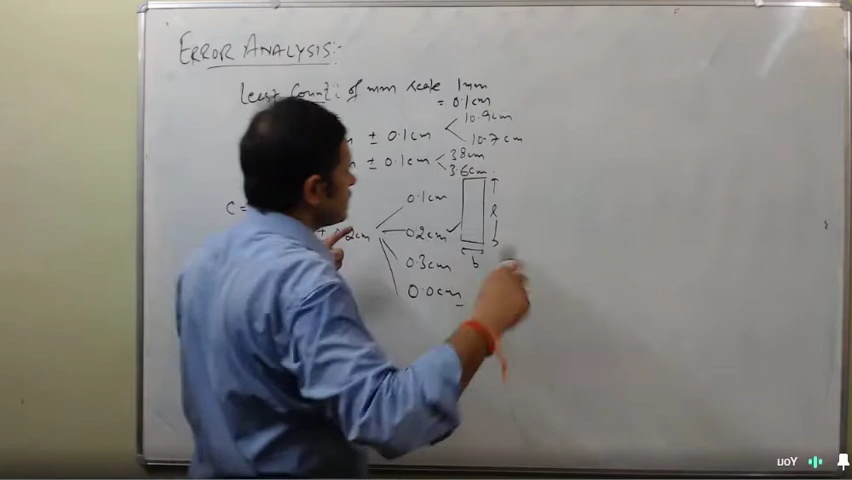 ERROR ANALYSIS:-
Least Count of mm scale 1mm
= 0.1cm
10.9cm
± 0.1cm
10.7cm
± 0.1cm
3.8cm
3.6cm
0.1cm
C=
± 0.2cm
0.2cm
l
b
0.3cm
0.0cm
You